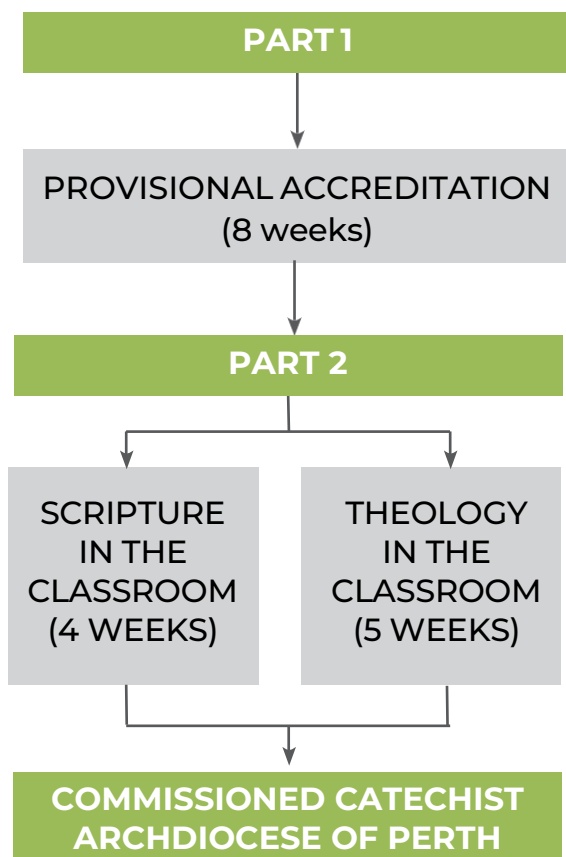 PART 1
PROVISIONAL ACCREDITATION
(8 weeks)
PART 2
SCRIPTURE
IN THE
CLASSROOM
(4 WEEKS)
THEOLOGY
IN THE
CLASSROOM
(5 WEEKS)
COMMISSIONED CATECHIST
ARCHDIOCESE OF PERTH